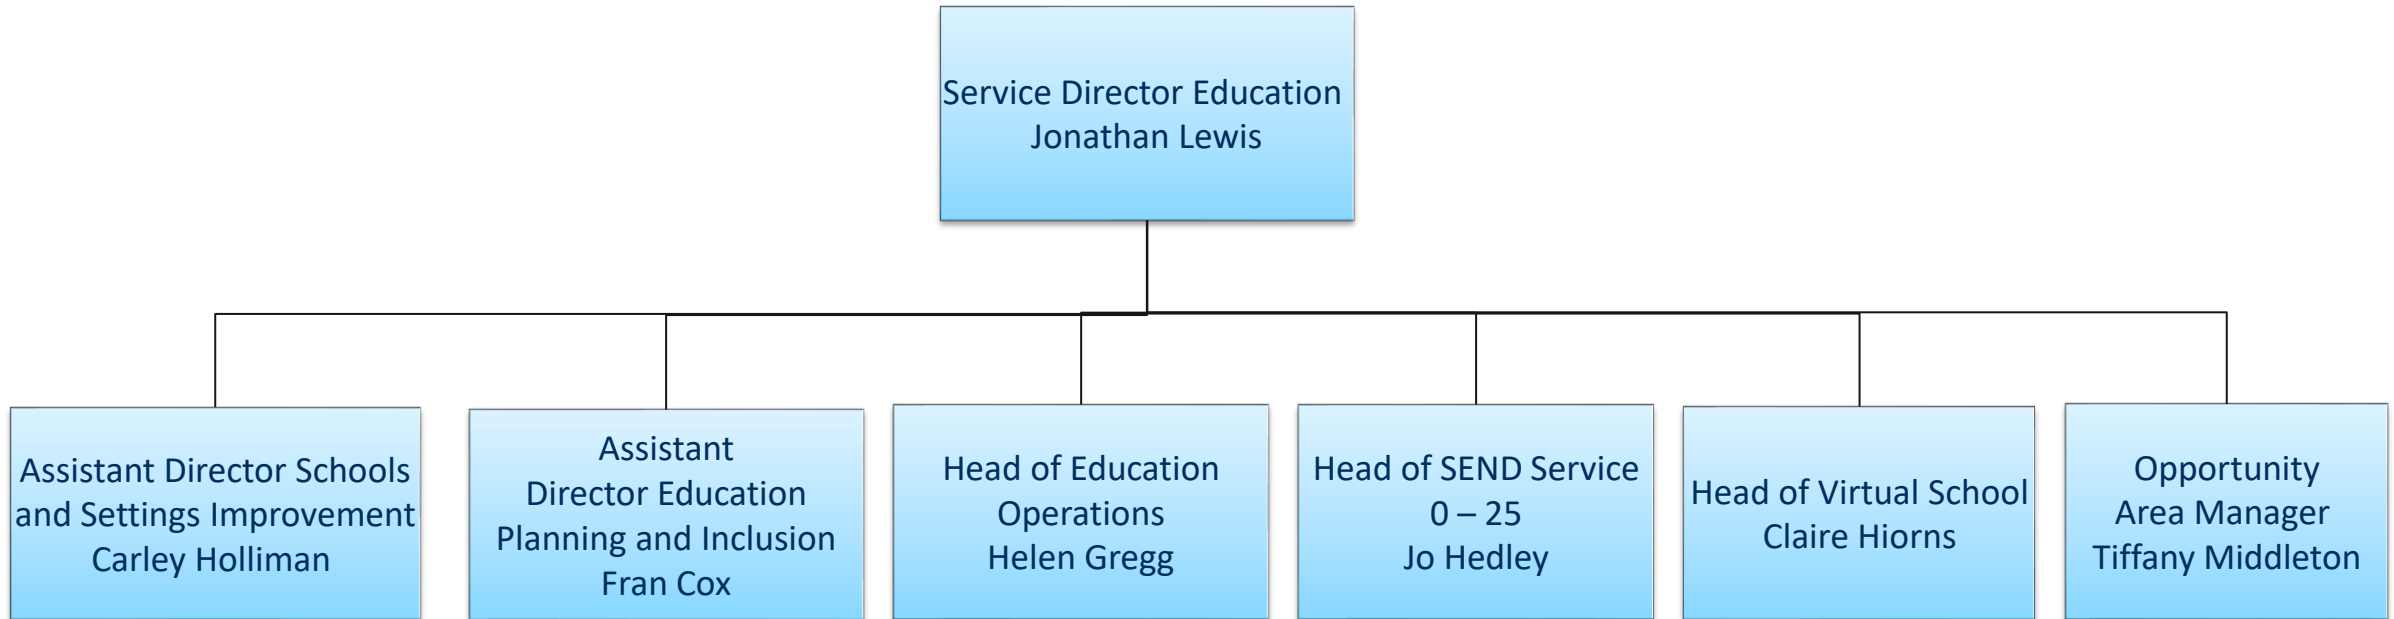 Service Director Education
Jonathan Lewis
Assistant Director Schools
and Settings Improvement
Carley Holliman
Assistant
Director Education
Planning and Inclusion
Fran Cox
Head of Education
Operations
Helen Gregg
Head of SEND Service
0 – 25
Jo Hedley
Head of Virtual School
Claire Hiorns
Opportunity
Area Manager
Tiffany Middleton